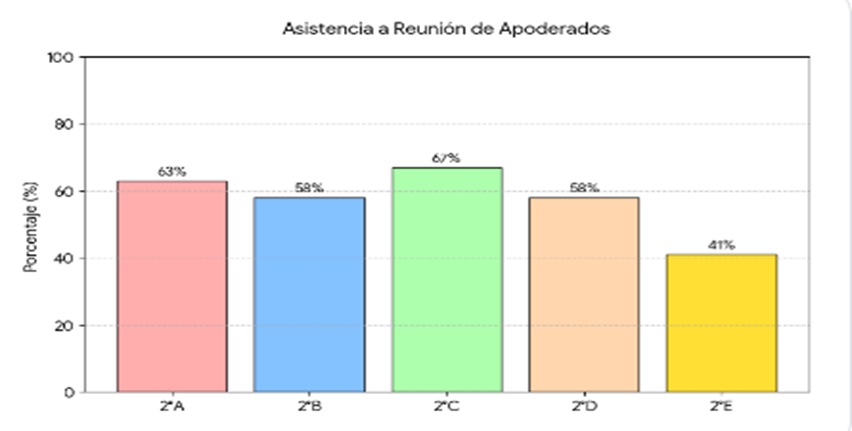 Asistencia a Reunión de Apoderados
Porcentaje (%)
100
80
60
40
20
0
63%
58%
67%
58%
41%
2°A
2°B
2°C
2°D
2°E